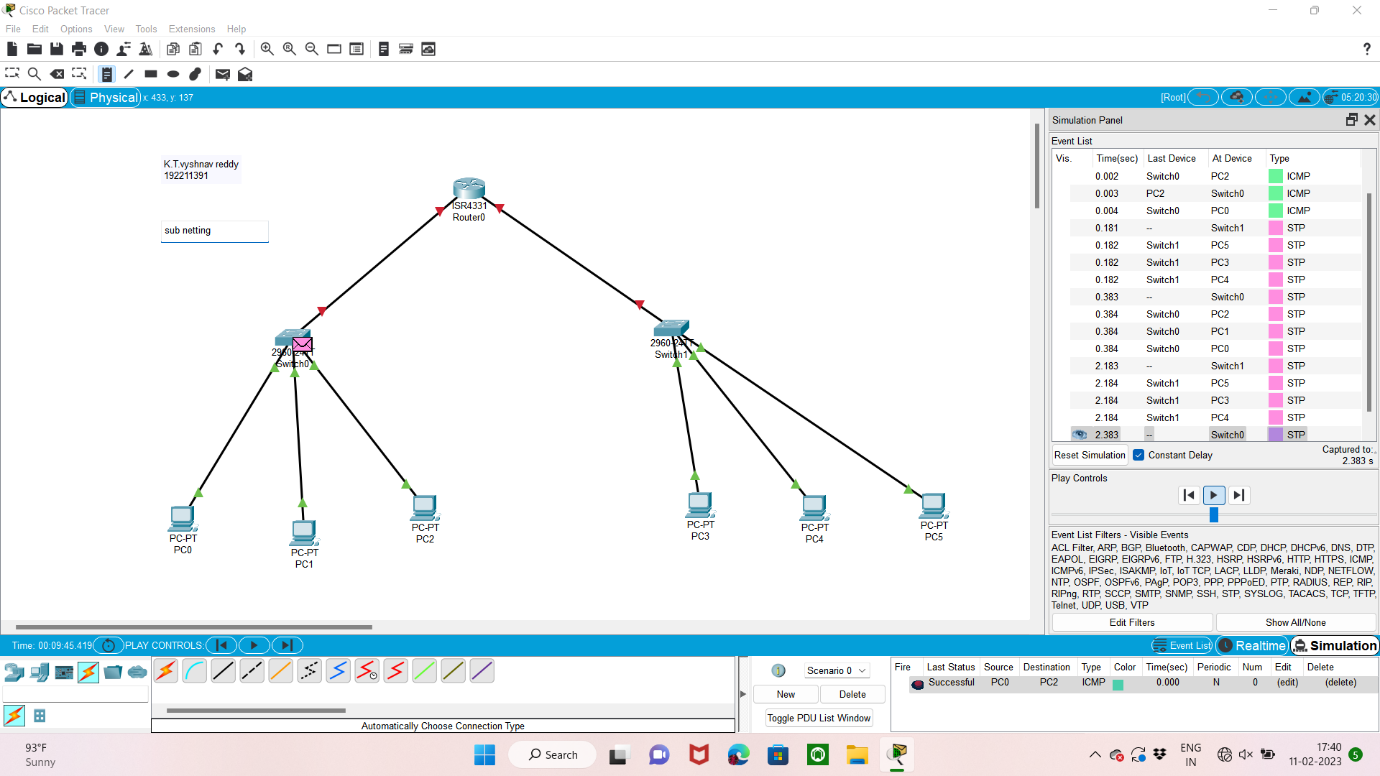 Cisco Packet Tracer
File Edit Options View Tools Extensions Help
?
Logical Physical x: 433, y: 137 [Root] 05:20:30
K.T.vyshnav reddy
192211391
sub netting
ISR4331
Router0
2960-24TT
Switch0
2960-24TT
Switch1
PC-PT
PC0
PC-PT
PC1
PC-PT
PC2
PC-PT
PC3
PC-PT
PC4
PC-PT
PC5
Simulation Panel
Event List
Vis. Time(sec) Last Device At Device Type
0.002 Switch0 PC2 ICMP
0.003 PC2 Switch0 ICMP
0.004 Switch0 PC0 ICMP
0.181 -- Switch1 STP
0.182 Switch1 PC5 STP
0.182 Switch1 PC3 STP
0.182 Switch1 PC4 STP
0.383 -- Switch0 STP
0.384 Switch0 PC2 STP
0.384 Switch0 PC1 STP
0.384 Switch0 PC0 STP
2.183 -- Switch1 STP
2.184 Switch1 PC5 STP
2.184 Switch1 PC3 STP
2.184 Switch1 PC4 STP
2.383 -- Switch0 STP
Reset Simulation Constant Delay Captured to:
2.383 s
Play Controls
Event List Filters - Visible Events
ACL Filter, ARP, BGP, Bluetooth, CAPWAP, CDP, DHCP, DHCPv6, DNS, DTP,
EAPOL, EIGRP, EIGRPv6, FTP, H.323, HSRP, HSRPv6, HTTP, HTTPS, ICMP,
ICMPv6, IPSec, ISAKMP, IoT, IoT TCP, LACP, LLDP, Meraki, NDP, NETFLOW,
NTP, OSPF, OSPFv6, PAgP, POP3, PPP, PPPoED, PTP, RADIUS, REP, RIP,
RIPng, RTP, SCCP, SMTP, SNMP, SSH, STP, SYSLOG, TACACS, TCP, TFTP,
Telnet, UDP, USB, VTP
Edit Filters Show All/None
Time: 00:09:45.419 PLAY CONTROLS: Event List Realtime Simulation
Scenario 0
New Delete
Toggle PDU List Window
Fire Last Status Source Destination Type Color Time(sec) Periodic Num Edit Delete
Successful PC0 PC2 ICMP 0.000 N 0 (edit) (delete)
Automatically Choose Connection Type
93°F
Sunny
Search
ENG
IN
17:40
11-02-2023
5